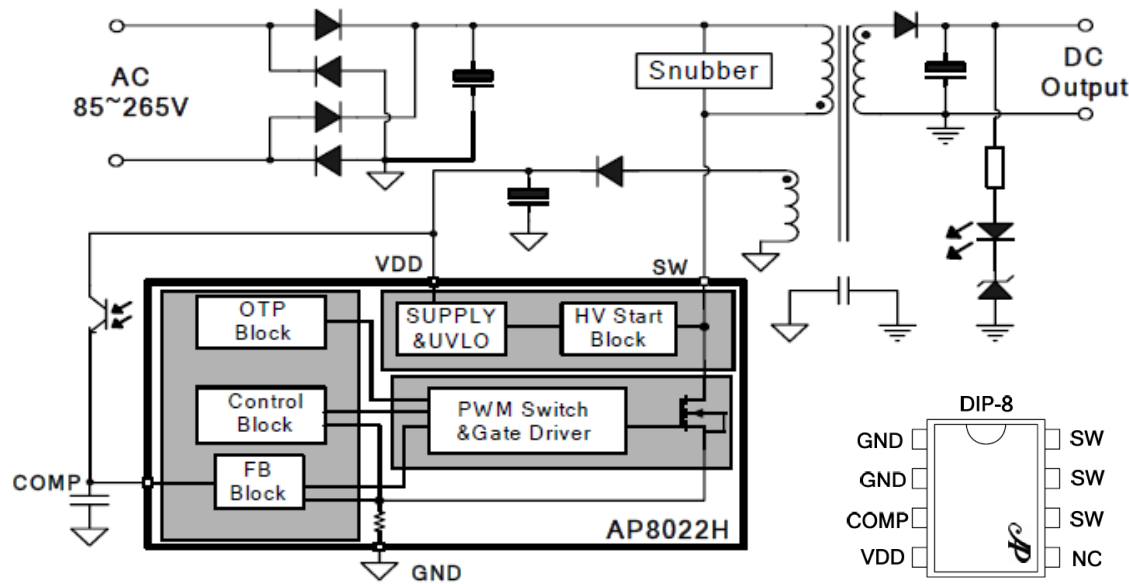 AC
85~265V
Snubber
DC
Output
VDD
SW
OTP
Block
SUPPLY
&UVLO
HV Start
Block
Control
Block
PWM Switch
&Gate Driver
FB
Block
COMP
AP8022H
GND
DIP-8
GND
SW
GND
SW
COMP
SW
VDD
NC
AP